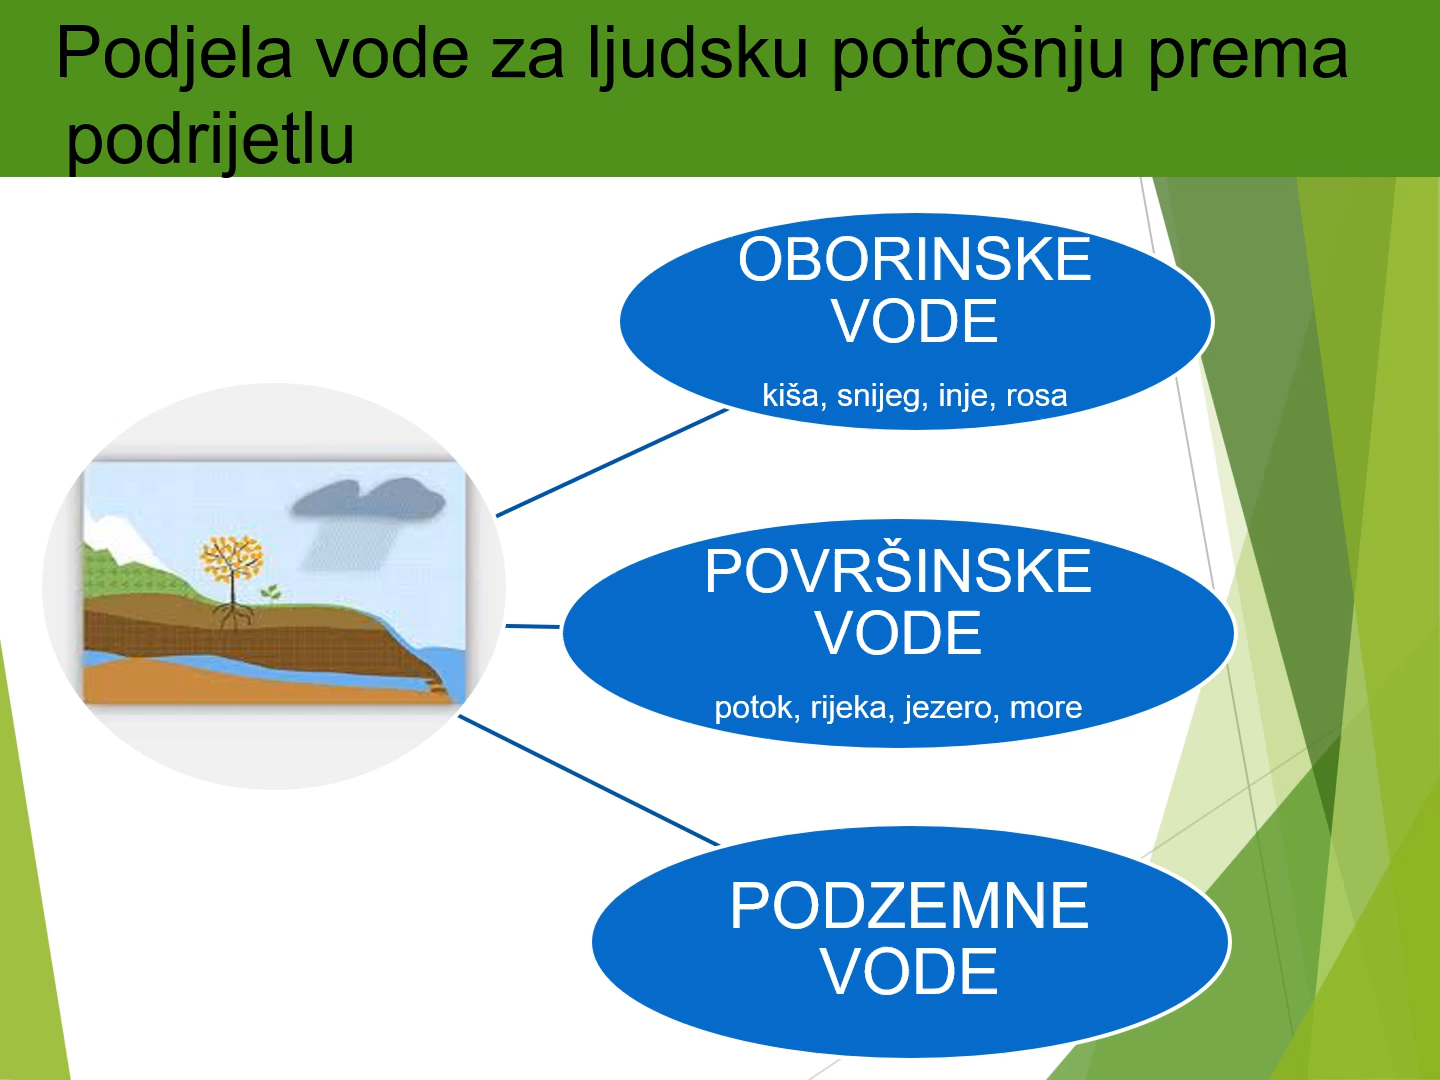 Podjela vode za ljudsku potrošnju prema
podrijetlu
OBORINSKE
VODE
kiša, snijeg, inje, rosa
POVRŠINSKE
VODE
potok, rijeka, jezero, more
PODZEMNE
VODE